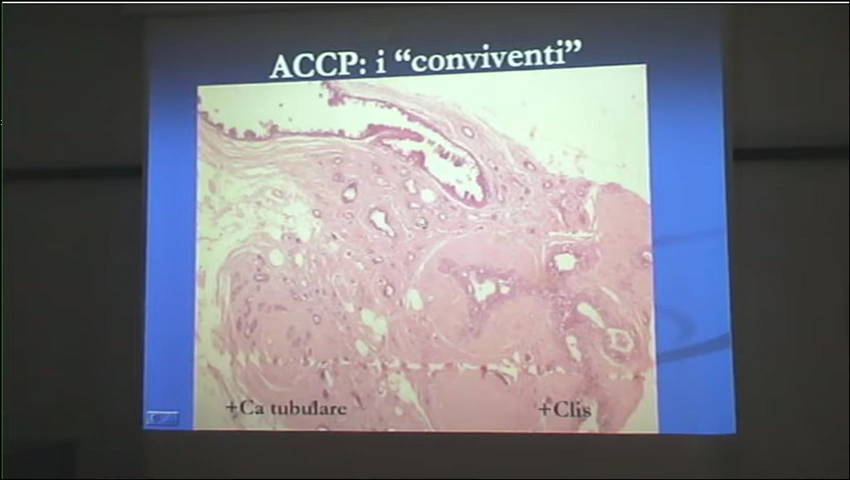 ACCP: i “conviventi”
+Ca tubulare
+Clis